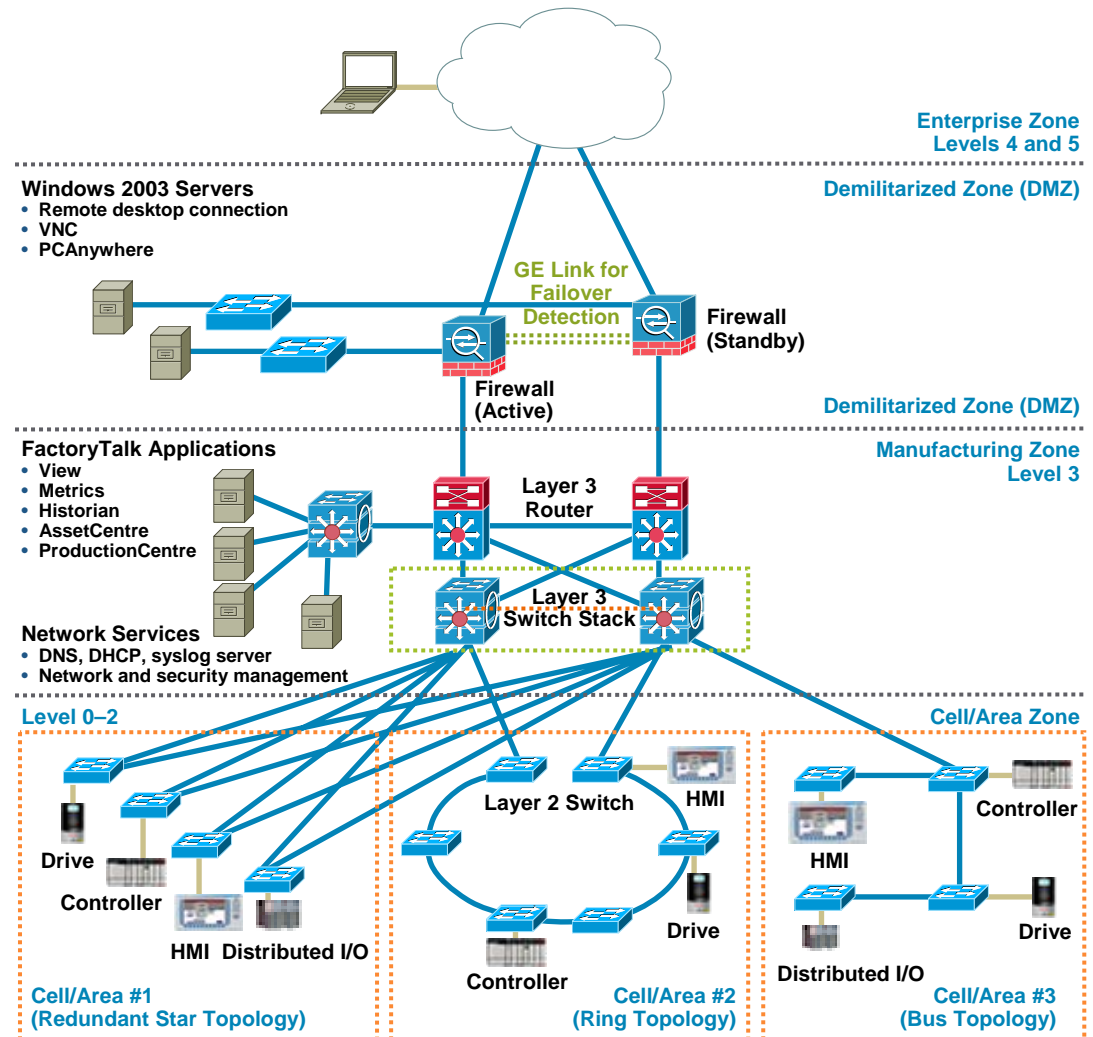 Enterprise Zone
Levels 4 and 5
Windows 2003 Servers
• Remote desktop connection
• VNC
• PCAnywhere
Demilitarized Zone (DMZ)
GE Link for
Failover
Detection
Firewall
(Standby)
Firewall
(Active)
Demilitarized Zone (DMZ)
FactoryTalk Applications
• View
• Metrics
• Historian
• AssetCentre
• ProductionCentre
Manufacturing Zone
Level 3
Layer 3
Router
Layer 3
Switch Stack
Network Services
• DNS, DHCP, syslog server
• Network and security management
Level 0–2
Cell/Area Zone
Drive
Controller
HMI
Distributed I/O
Cell/Area #1
(Redundant Star Topology)
Layer 2 Switch
HMI
Drive
Controller
Cell/Area #2
(Ring Topology)
Controller
HMI
Drive
Distributed I/O
Cell/Area #3
(Bus Topology)